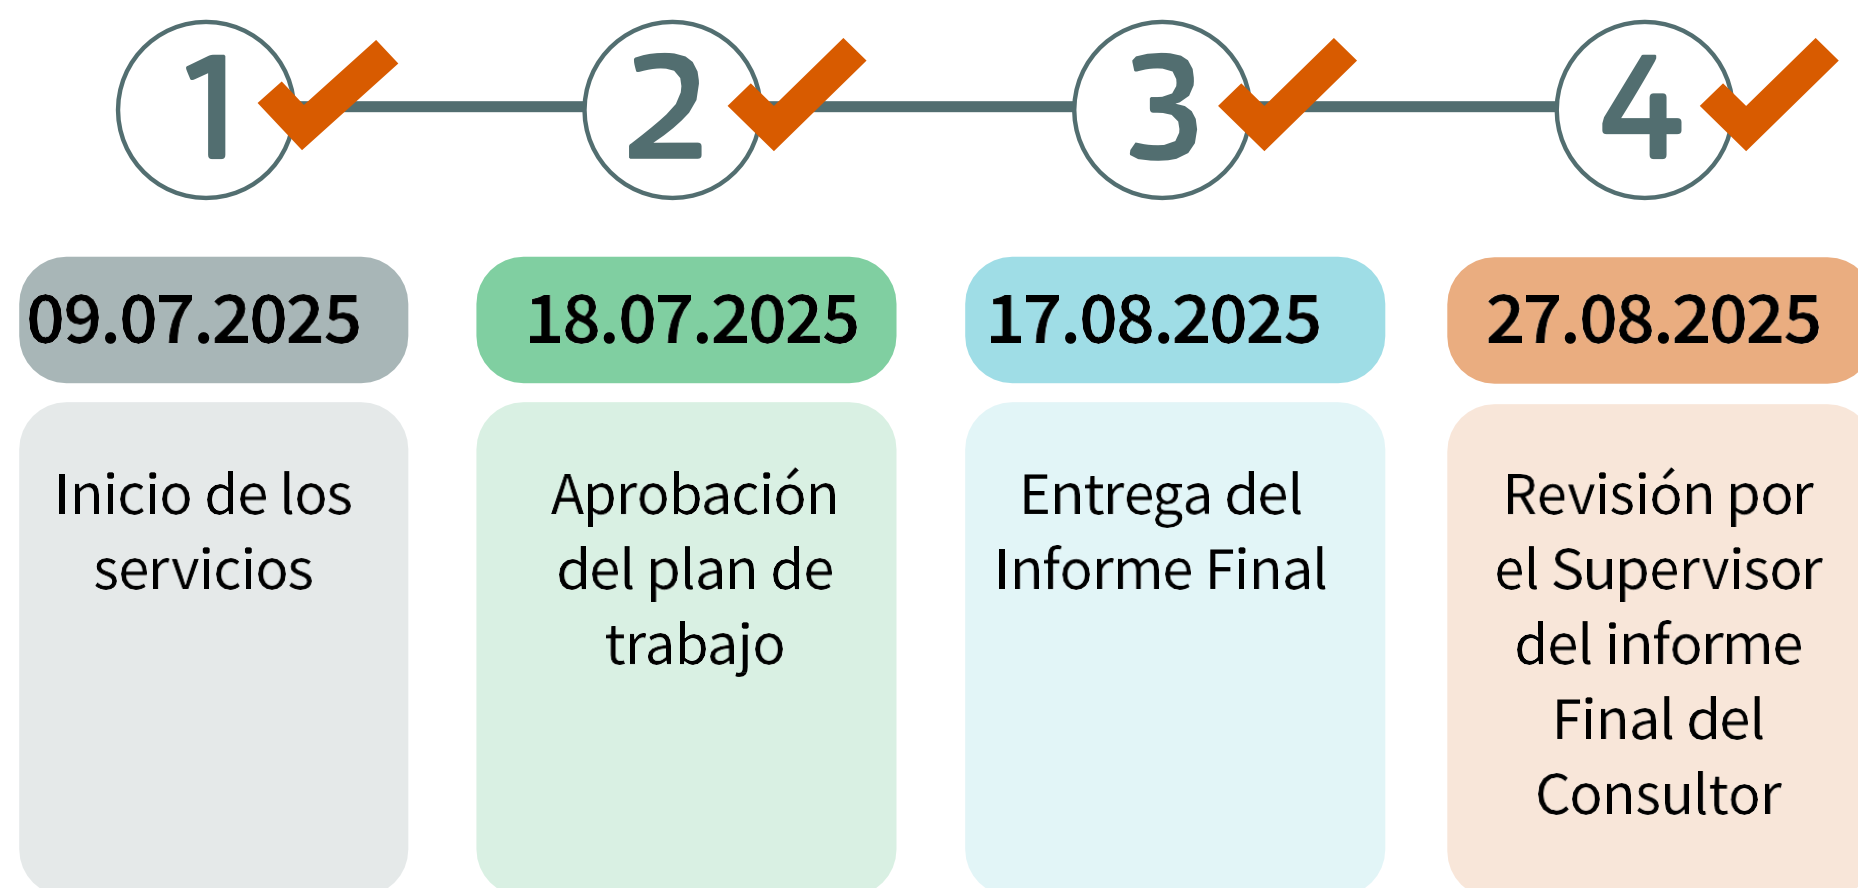 1
2
3
4
09.07.2025
18.07.2025
17.08.2025
27.08.2025
Inicio de los
servicios
Aprobación
del plan de
trabajo
Entrega del
Informe Final
Revisión por
el Supervisor
del informe
Final del
Consultor